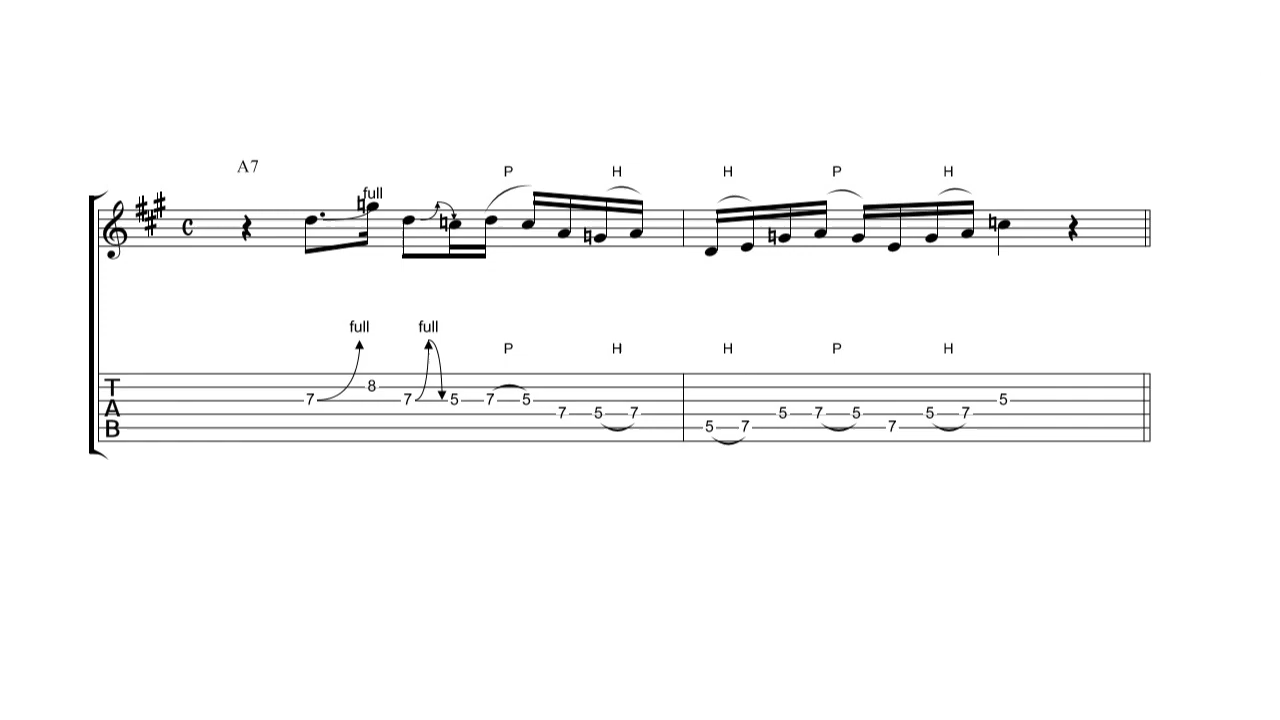 A7
P H H P H
full
full full
P H H P H
T
A
B
8
7 7 5 7 5 5
7 5 7 5 7 5 5 7
5 7 7